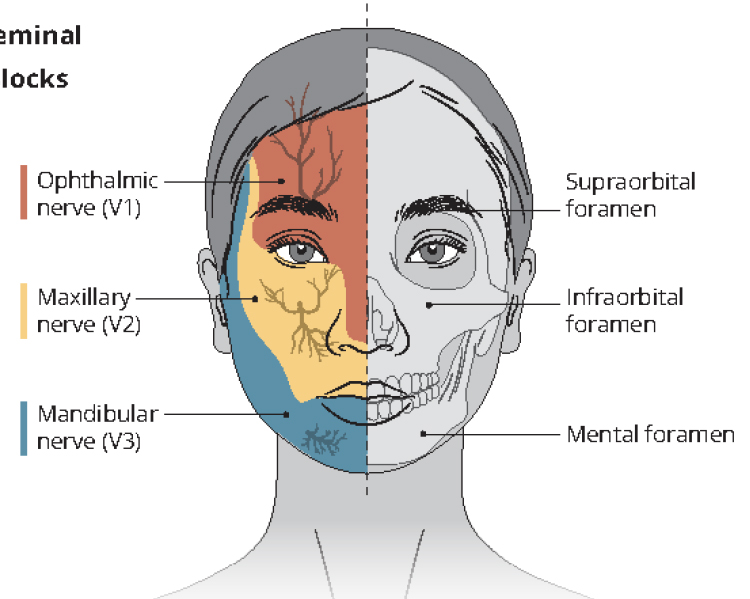 eminal
locks
Ophthalmic
nerve (V1)
Maxillary
nerve (V2)
Mandibular
nerve (V3)
Supraorbital
foramen
Infraorbital
foramen
Mental foramen